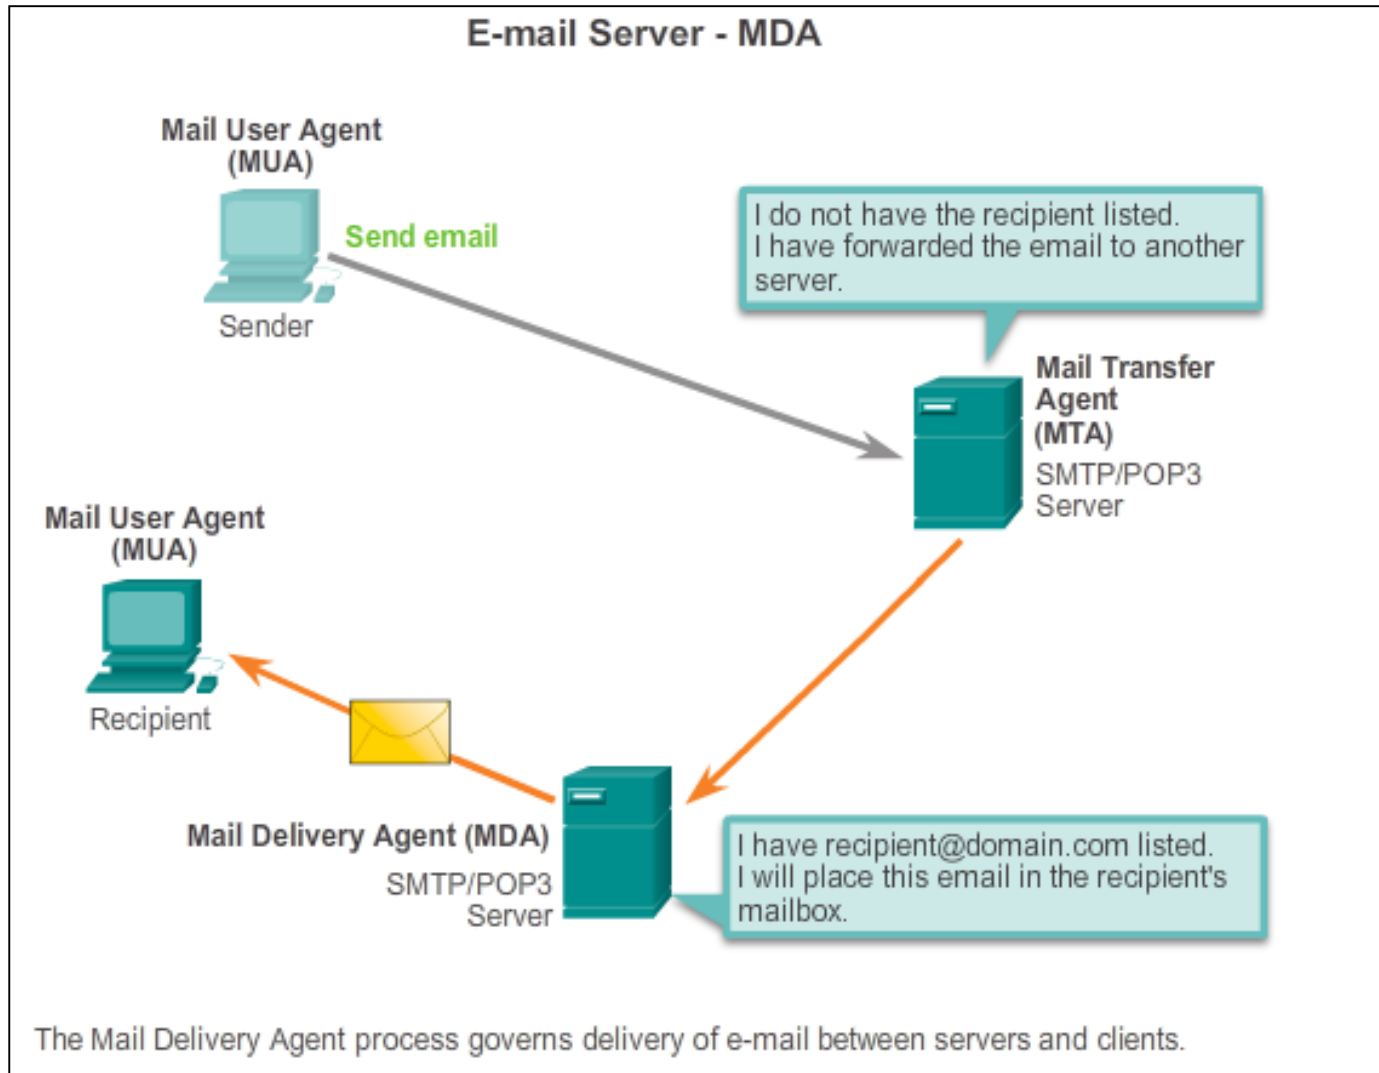 E-mail Server - MDA
Mail User Agent
(MUA)
Send email
Sender
I do not have the recipient listed.
I have forwarded the email to another
server.
Mail Transfer
Agent
(MTA)
SMTP/POP3
Server
Mail User Agent
(MUA)
Recipient
Mail Delivery Agent (MDA)
SMTP/POP3
Server
I have recipient@domain.com listed.
I will place this email in the recipient's
mailbox.
The Mail Delivery Agent process governs delivery of e-mail between servers and clients.